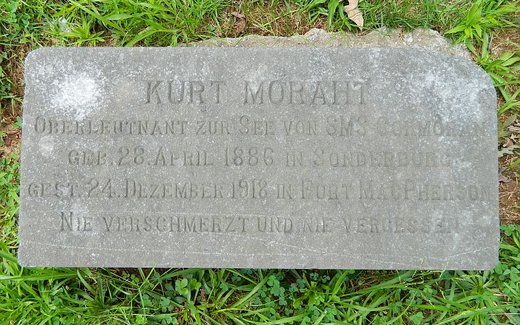 KURT MORAHT
OBERLEUTNANT ZUR SEE VON SMS CORMORAN
GEB. 28. APRIL 1886 IN SONDERBURG
GEST. 24. DEZEMBER 1918 IN FORT MACPHERSON
NIE VERSCHMERZT UND NIE VERGESSEN